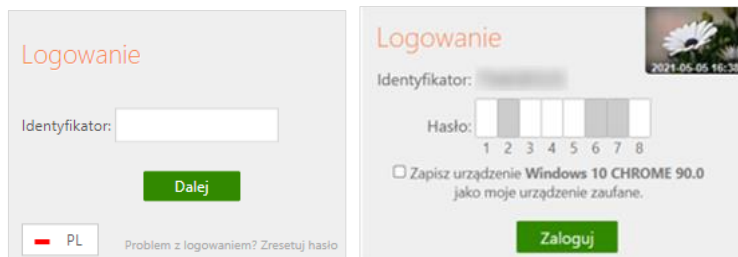 Logowanie
Identyfikator:
Dalej
PL
Problem z logowaniem? Zresetuj hasło
Logowanie
2021-05-05 16:38
Identyfikator:
Hasło:
1 2 3 4 5 6 7 8
Zapisz urządzenie Windows 10 CHROME 90.0
jako moje urządzenie zaufane.
Zaloguj